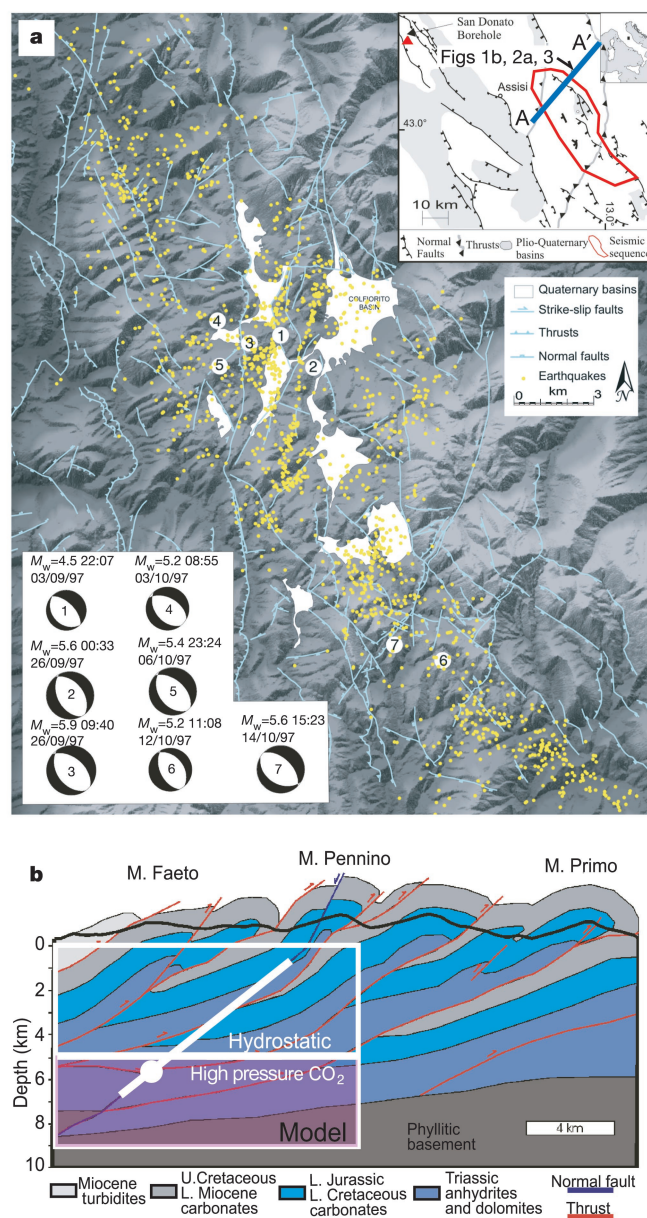 a
San Donato
Borehole
Figs 1b, 2a, 3
A'
Assisi
A
43.0°
13.0°
10 km
Normal
Faults
Thrusts
Plio-Quaternary
basins
Seismic
sequence
COLFIORITO
BASIN
4
3
1
5
2
7
6
Quaternary basins
Strike-slip faults
Thrusts
Normal faults
Earthquakes
km
0 3
N
Mw=4.5 22:07
03/09/97
1
Mw=5.2 08:55
03/10/97
4
Mw=5.6 00:33
26/09/97
2
Mw=5.4 23:24
06/10/97
5
Mw=5.9 09:40
26/09/97
3
Mw=5.2 11:08
12/10/97
6
Mw=5.6 15:23
14/10/97
7
b
M. Faeto
M. Pennino
M. Primo
Depth (km)
0
2
4
6
8
10
Hydrostatic
High pressure CO2
Model
Phyllitic
basement
4 km
Miocene
turbidites
U.Cretaceous
L. Miocene
carbonates
L. Jurassic
L. Cretaceous
carbonates
Triassic
anhydrites
and dolomites
Normal fault
Thrust